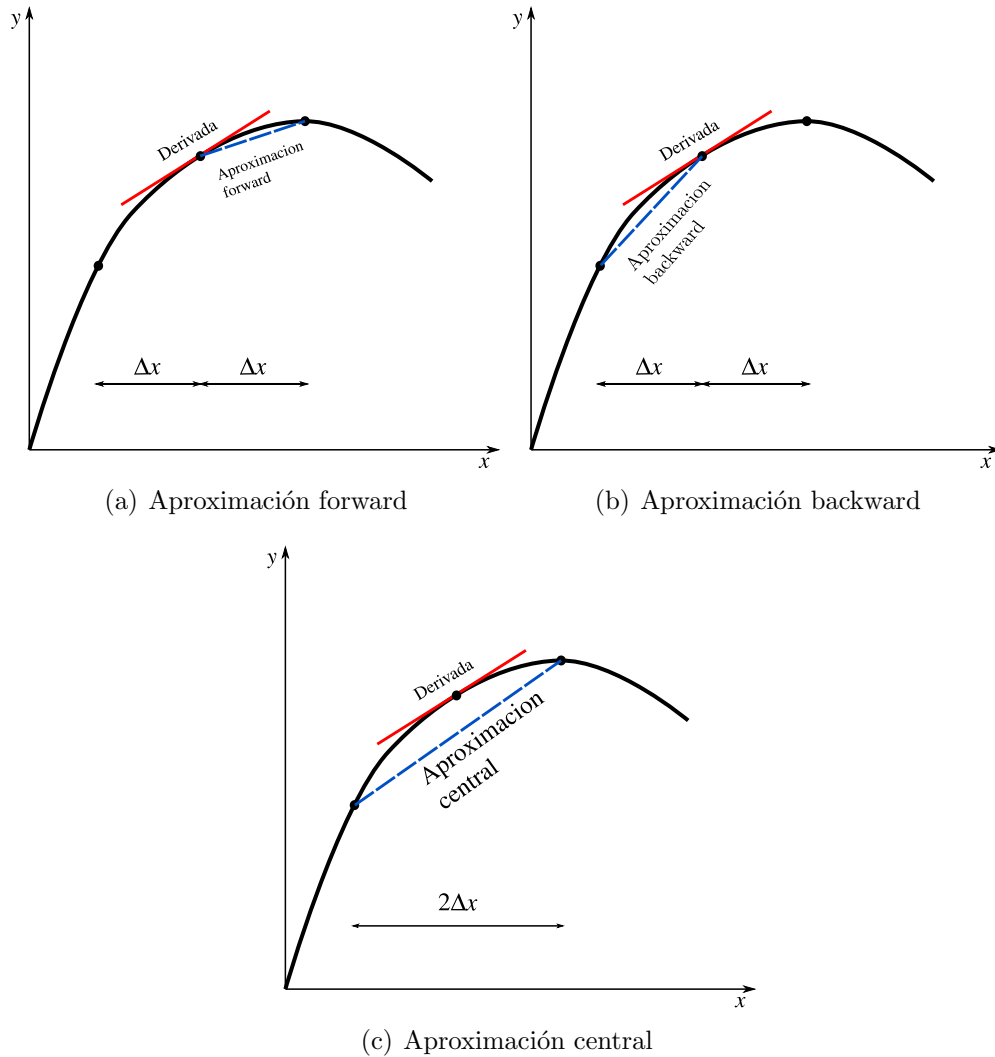 y
Derivada
Aproximacion
forward
Δx Δx
x
(a) Aproximación forward
y
Derivada
Aproximacion
backward
Δx Δx
x
(b) Aproximación backward
y
Derivada
Aproximacion
central
2Δx
x
(c) Aproximación central